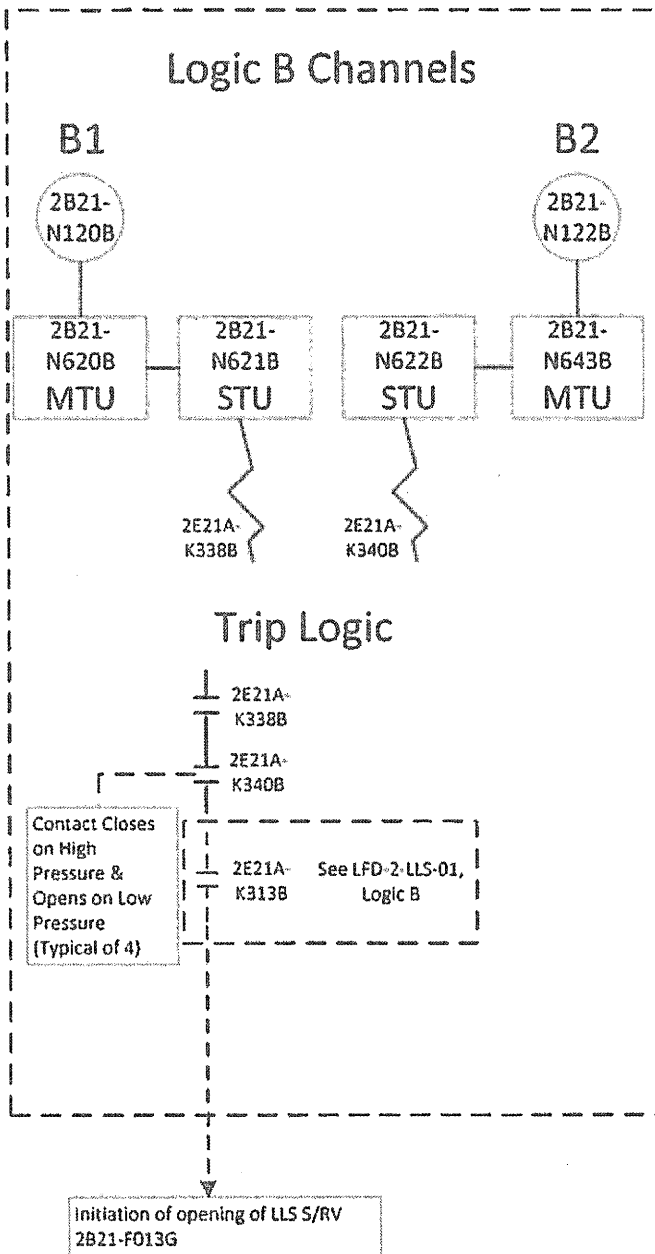 Logic B Channels
B1
B2
2B21-
N120B
2B21-
N122B
2B21-
N620B
MTU
2B21-
N621B
STU
2B21-
N622B
STU
2B21-
N643B
MTU
2E21A-
K338B
2E21A-
K340B
Trip Logic
2E21A-
K338B
2E21A-
K340B
Contact Closes
on High
Pressure &
Opens on Low
Pressure
(Typical of 4)
2E21A-
K313B
See LFD-2-LLS-01,
Logic B
Initiation of opening of LLS S/RV
2B21-F013G